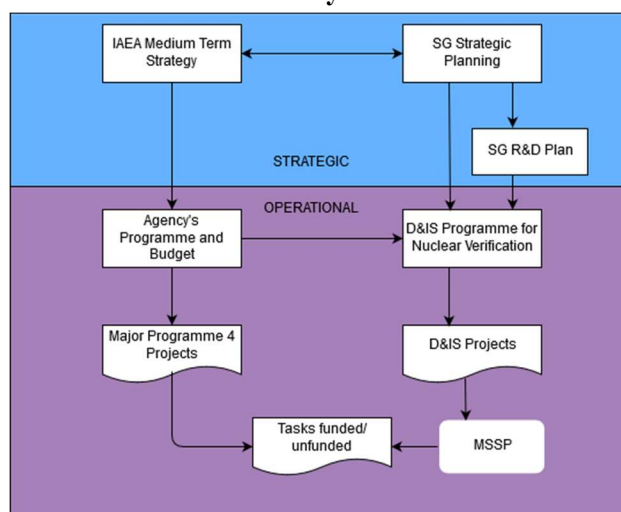 IAEA Medium Term
Strategy
SG Strategic
Planning
SG R&D Plan
STRATEGIC
OPERATIONAL
Agency's
Programme and
Budget
D&IS Programme for
Nuclear Verification
Major Programme 4
Projects
D&IS Projects
Tasks funded/
unfunded
MSSP